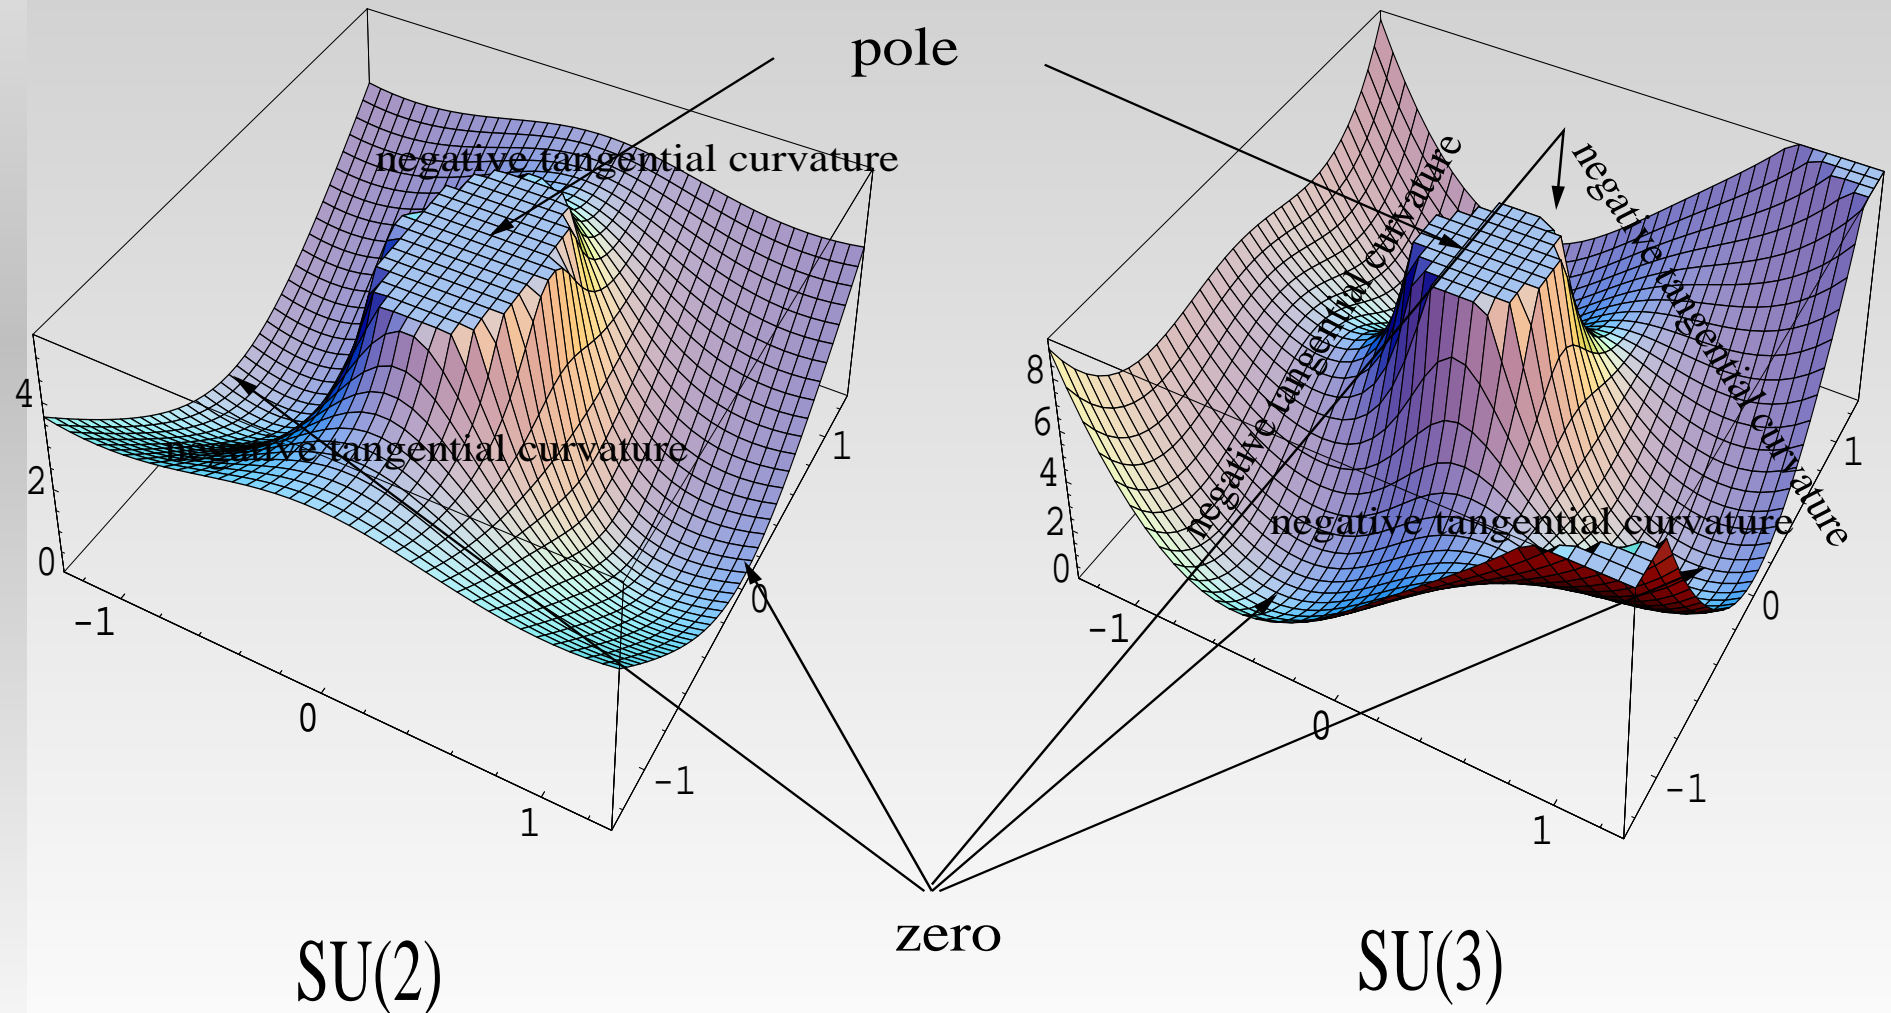 pole
negative tangential curvature
negative tangential curvature
4
2
0
-1
0
1
-1
0
1
SU(2)
negative tangential curvature
negative tangential curvature
negative tangential curvature
8
6
4
2
0
-1
0
1
-1
0
1
zero
SU(3)